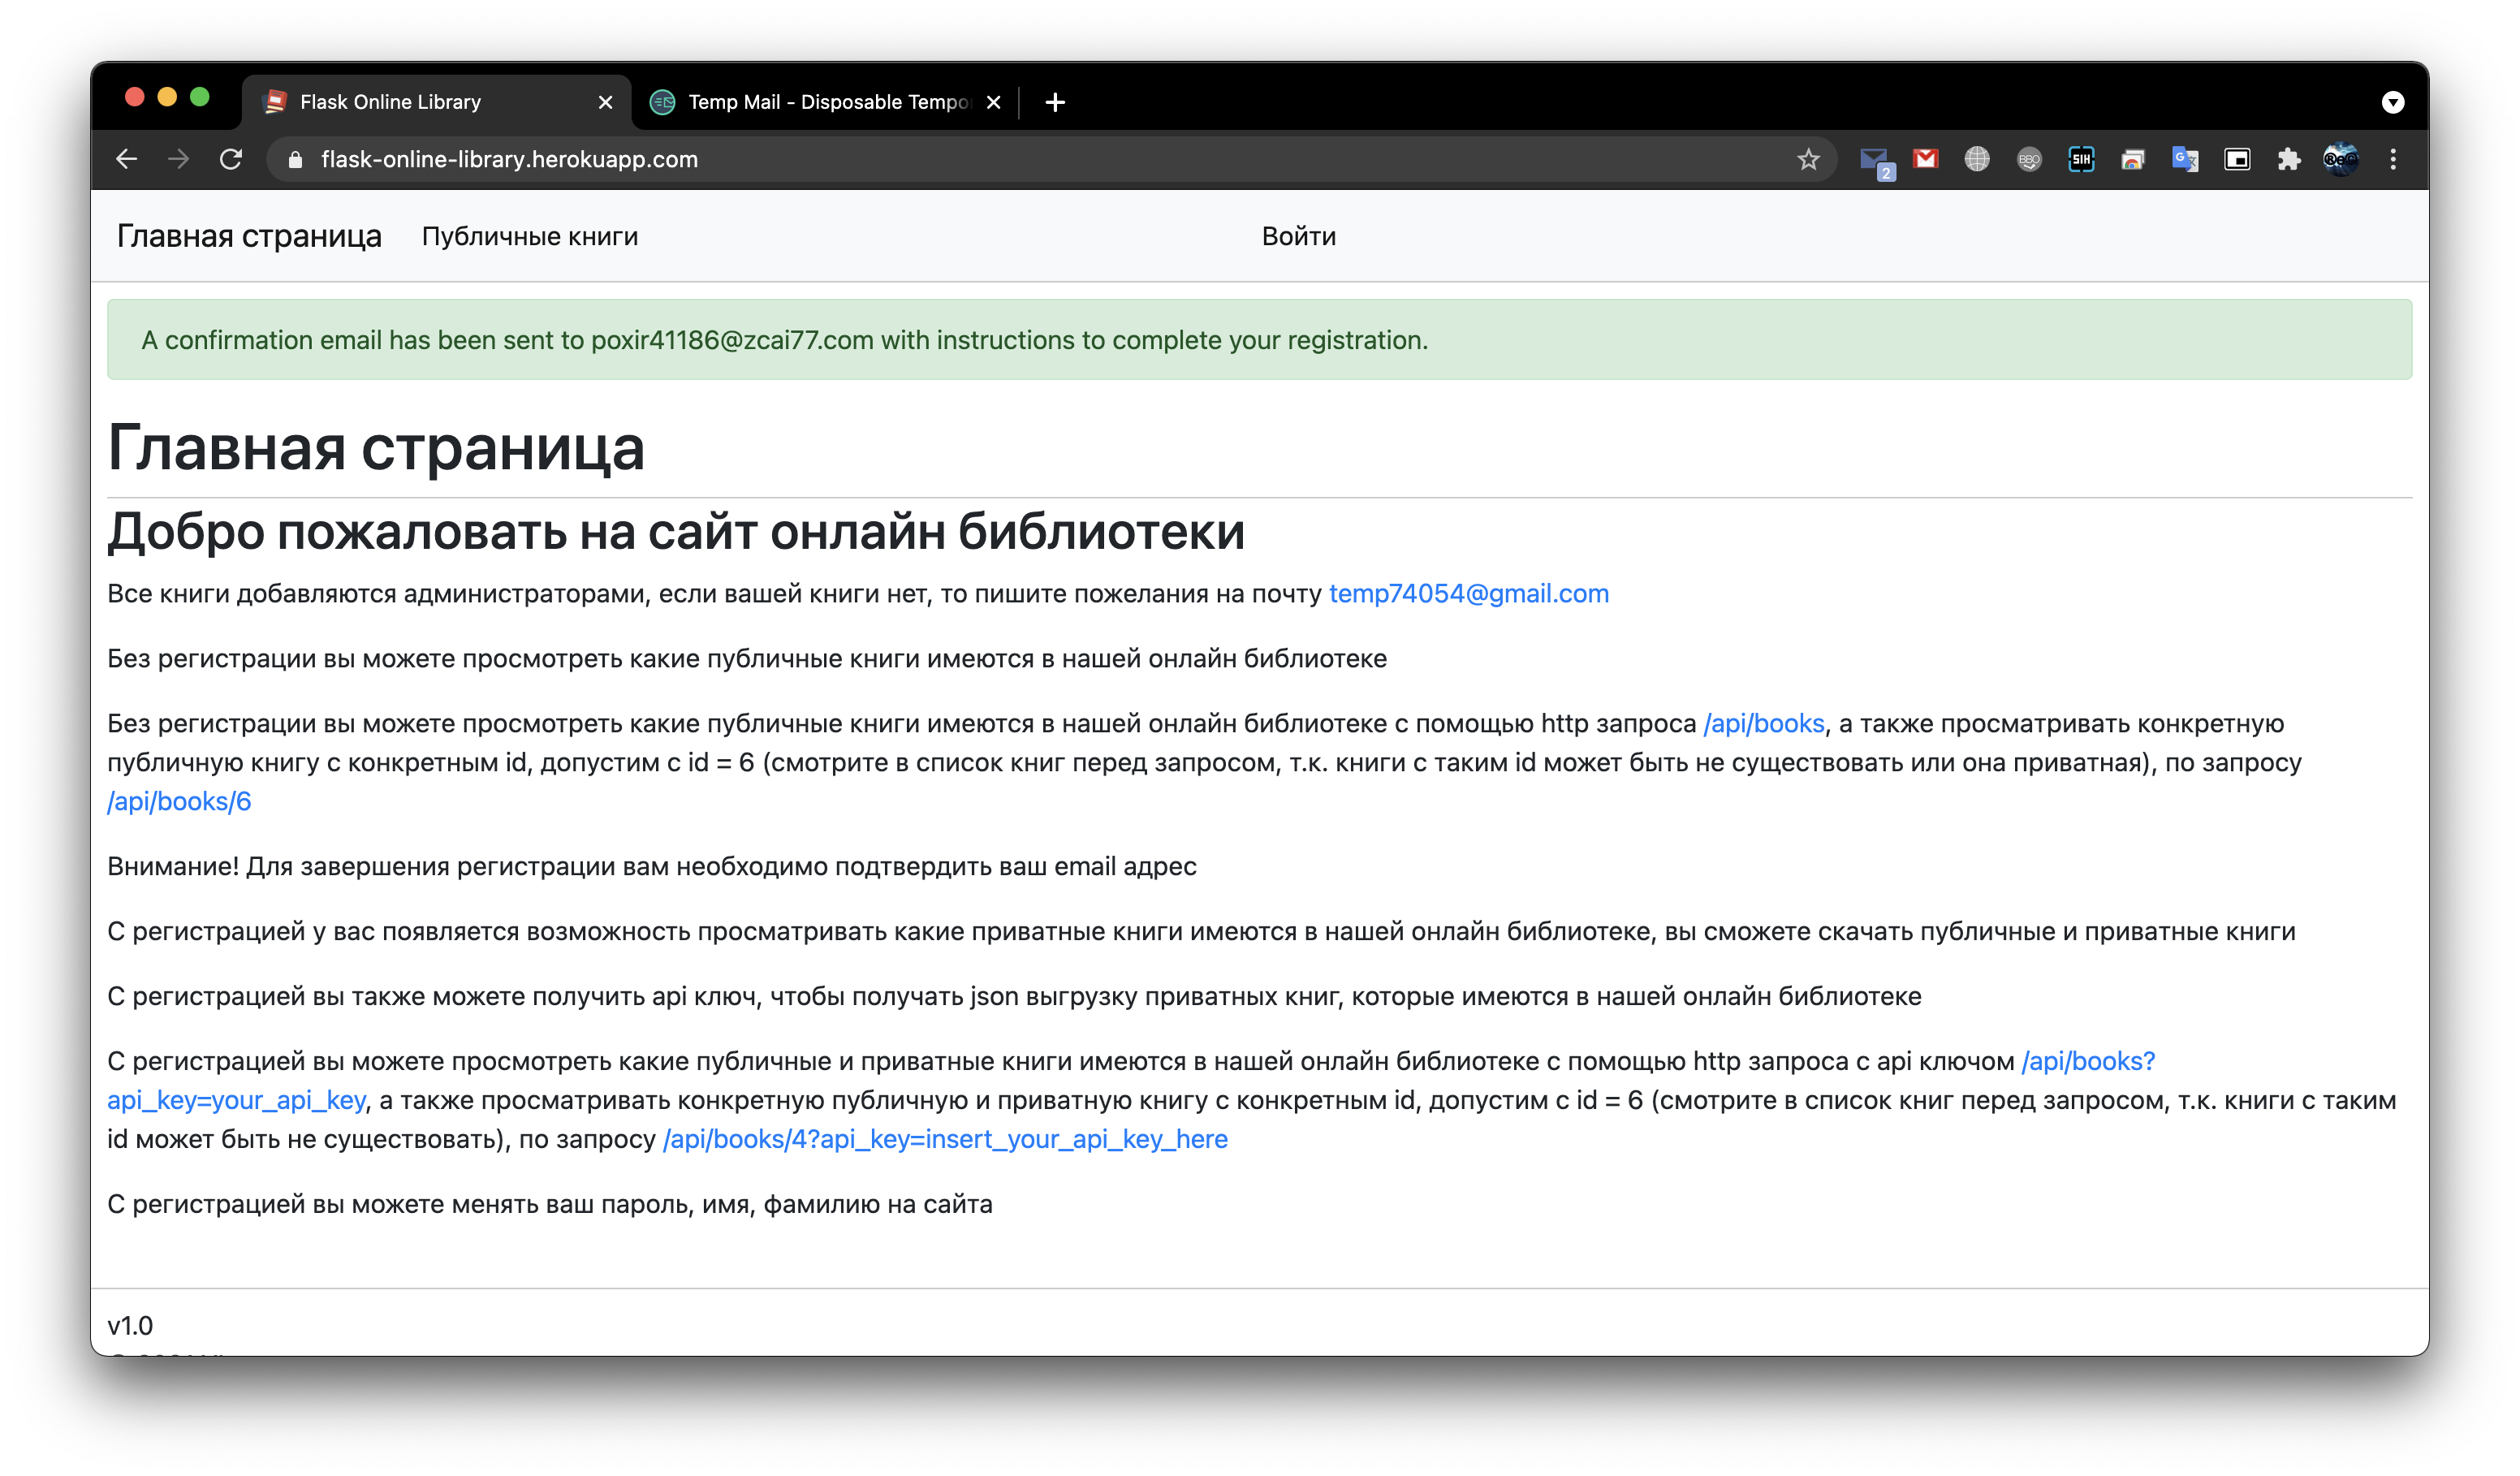 Flask Online Library
Temp Mail - Disposable Tempo
flask-online-library.herokuapp.com
2
Главная страница
Публичные книги
Войти
A confirmation email has been sent to poxir41186@zcai77.com with instructions to complete your registration.
Главная страница
Добро пожаловать на сайт онлайн библиотеки
Все книги добавляются администраторами, если вашей книги нет, то пишите пожелания на почту temp74054@gmail.com
Без регистрации вы можете просмотреть какие публичные книги имеются в нашей онлайн библиотеке
Без регистрации вы можете просмотреть какие публичные книги имеются в нашей онлайн библиотеке с помощью http запроса /api/books, а также просматривать конкретную
публичную книгу с конкретным id, допустим с id = 6 (смотрите в список книг перед запросом, т.к. книги с таким id может быть не существовать или она приватная), по запросу
/api/books/6
Внимание! Для завершения регистрации вам необходимо подтвердить ваш email адрес
С регистрацией у вас появляется возможность просматривать какие приватные книги имеются в нашей онлайн библиотеке, вы сможете скачать публичные и приватные книги
С регистрацией вы также можете получить api ключ, чтобы получать json выгрузку приватных книг, которые имеются в нашей онлайн библиотеке
С регистрацией вы можете просмотреть какие публичные и приватные книги имеются в нашей онлайн библиотеке с помощью http запроса с api ключом /api/books?
api_key=your_api_key, а также просматривать конкретную публичную и приватную книгу с конкретным id, допустим с id = 6 (смотрите в список книг перед запросом, т.к. книги с таким
id может быть не существовать), по запросу /api/books/4?api_key=insert_your_api_key_here
С регистрацией вы можете менять ваш пароль, имя, фамилию на сайта
v1.0